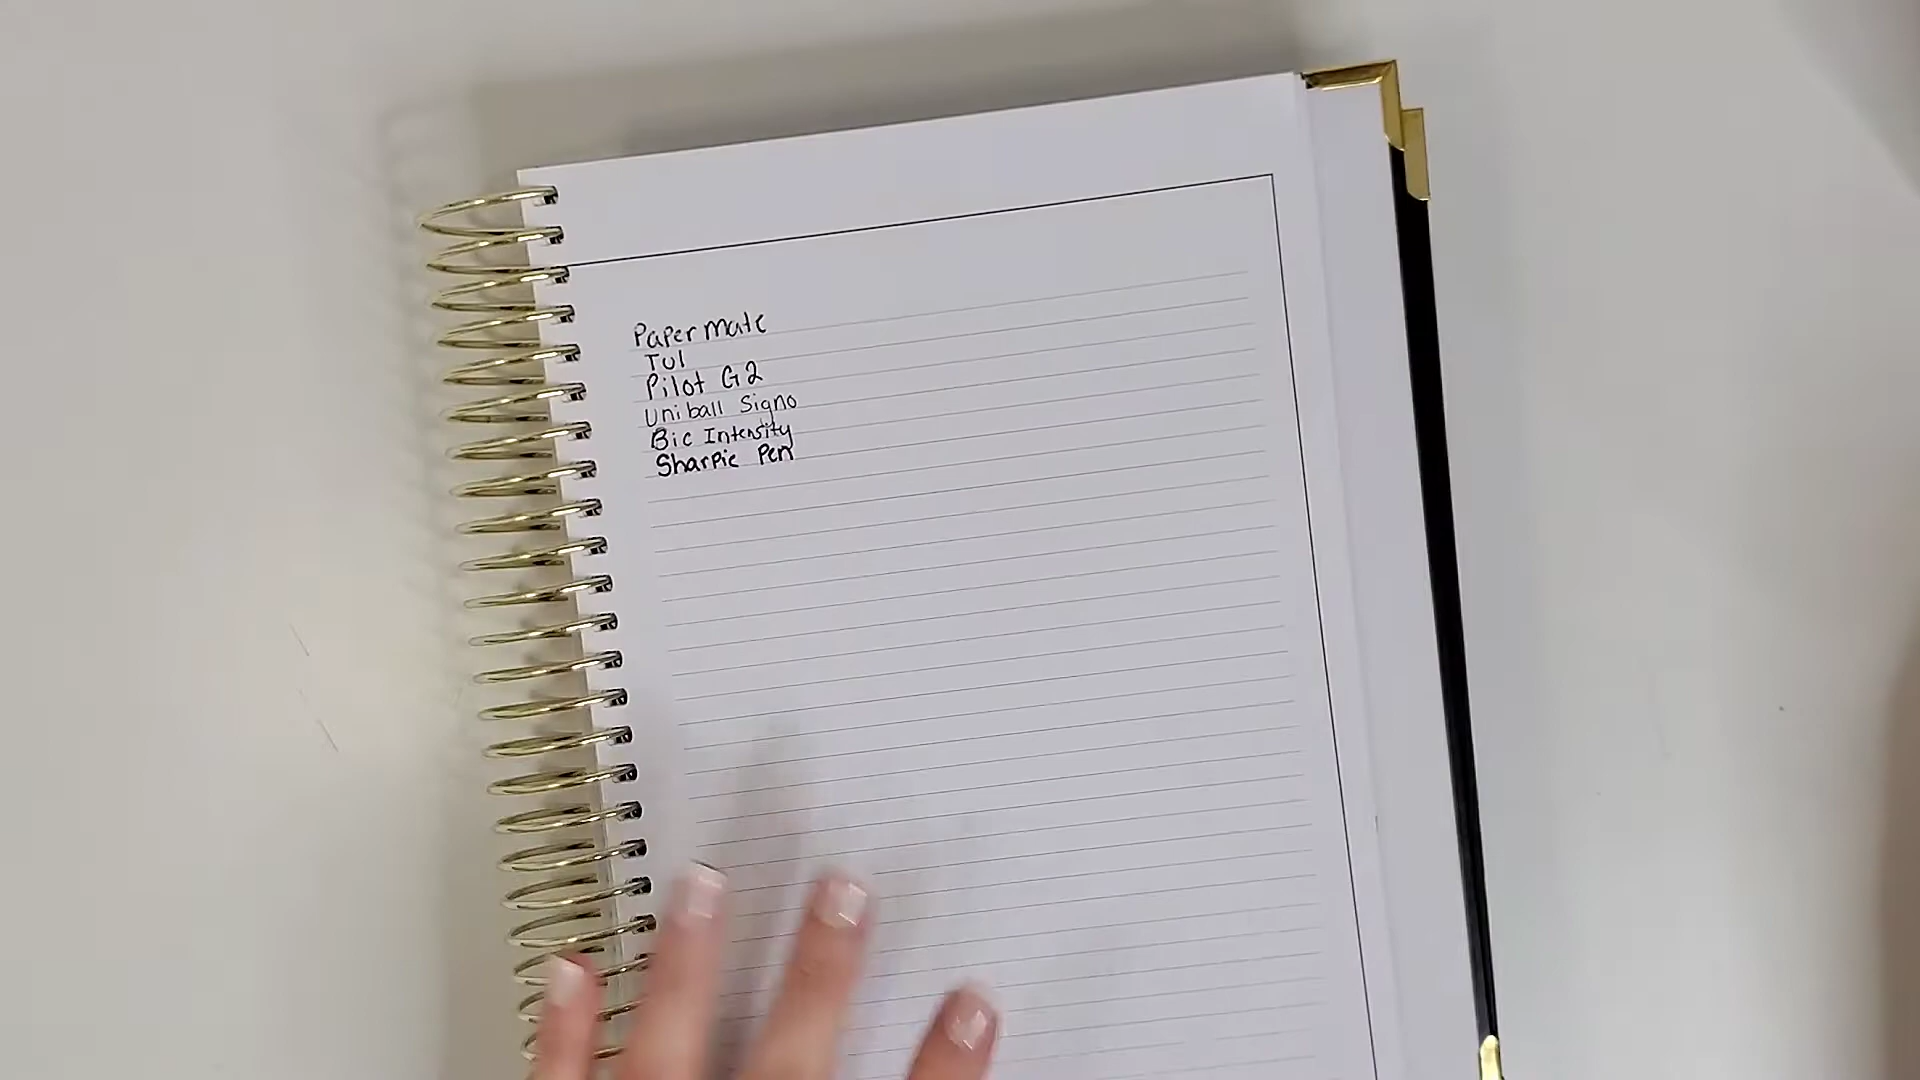 Paper mate
Tul
Pilot G2
Uniball Signo
Bic Intensity
Sharpie Pen